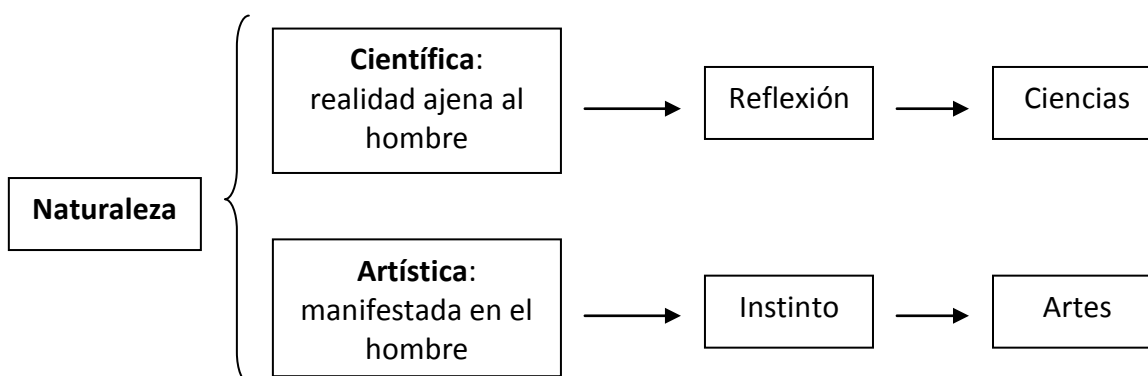 Científica:
realidad ajena al
hombre
Reflexión
Ciencias
Naturaleza
Artística:
manifestada en el
hombre
Instinto
Artes